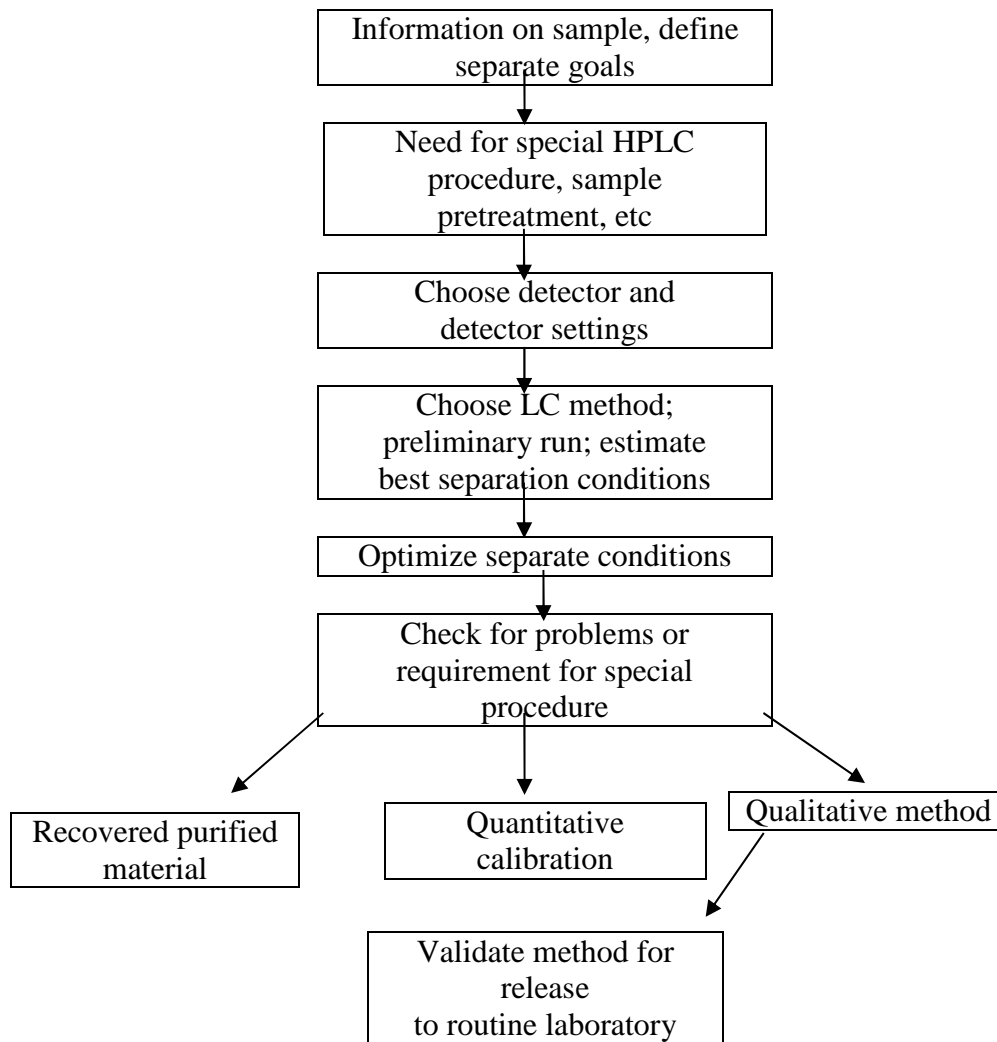 Information on sample, define
separate goals
Need for special HPLC
procedure, sample
pretreatment, etc
Choose detector and
detector settings
Choose LC method;
preliminary run; estimate
best separation conditions
Optimize separate conditions
Check for problems or
requirement for special
procedure
Recovered purified
material
Quantitative
calibration
Qualitative method
Validate method for
release
to routine laboratory